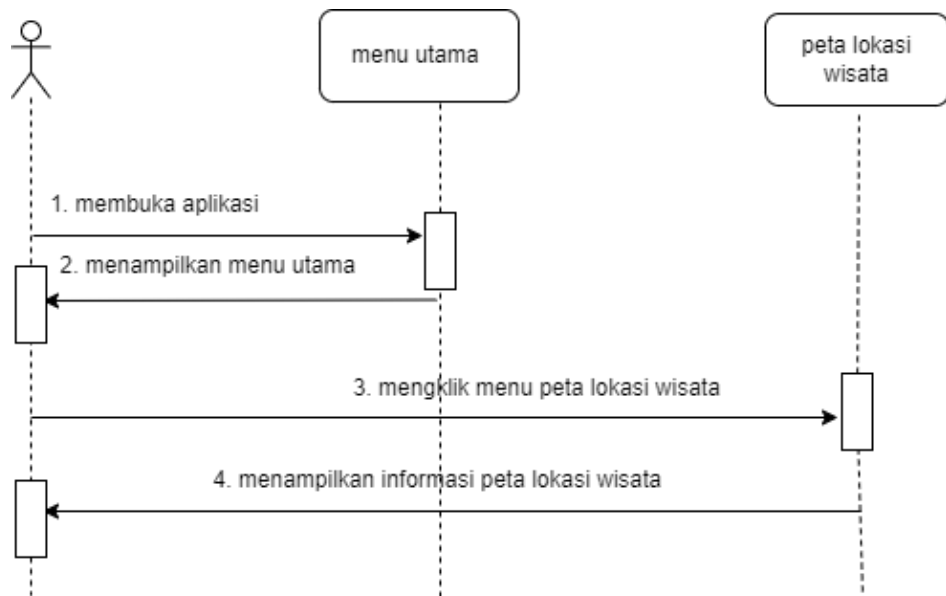 menu utama
peta lokasi
wisata
1. membuka aplikasi
2. menampilkan menu utama
3. mengklik menu peta lokasi wisata
4. menampilkan informasi peta lokasi wisata